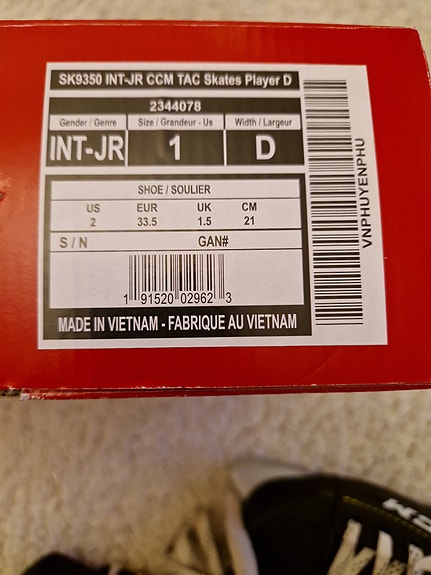 SK9350 INT-JR CCM TAC Skates Player D
2344078
Gender / Genre Size / Grandeur - Us Width / Largeur
INT-JR 1 D
SHOE / SOULIER
US EUR UK CM
2 33.5 1.5 21
S / N GAN#
1 91520 02962 3
MADE IN VIETNAM - FABRIQUE AU VIETNAM
VNPHUYENPHU
CCM